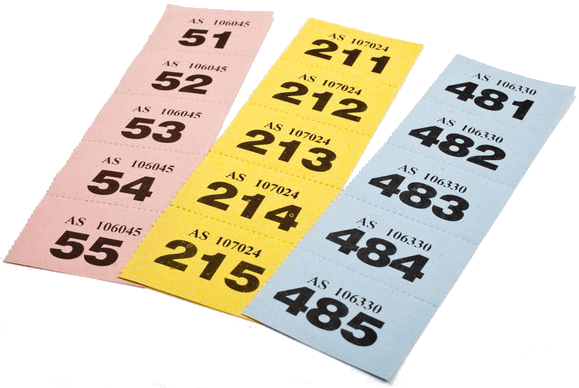 AS 106045
51
AS 106045
52
AS 106045
53
AS 106045
54
AS 106045
55
AS 107024
211
AS 107024
212
AS 107024
213
AS 107024
214
AS 107024
215
AS 106330
481
AS 106330
482
AS 106330
483
AS 106330
484
AS 106330
485